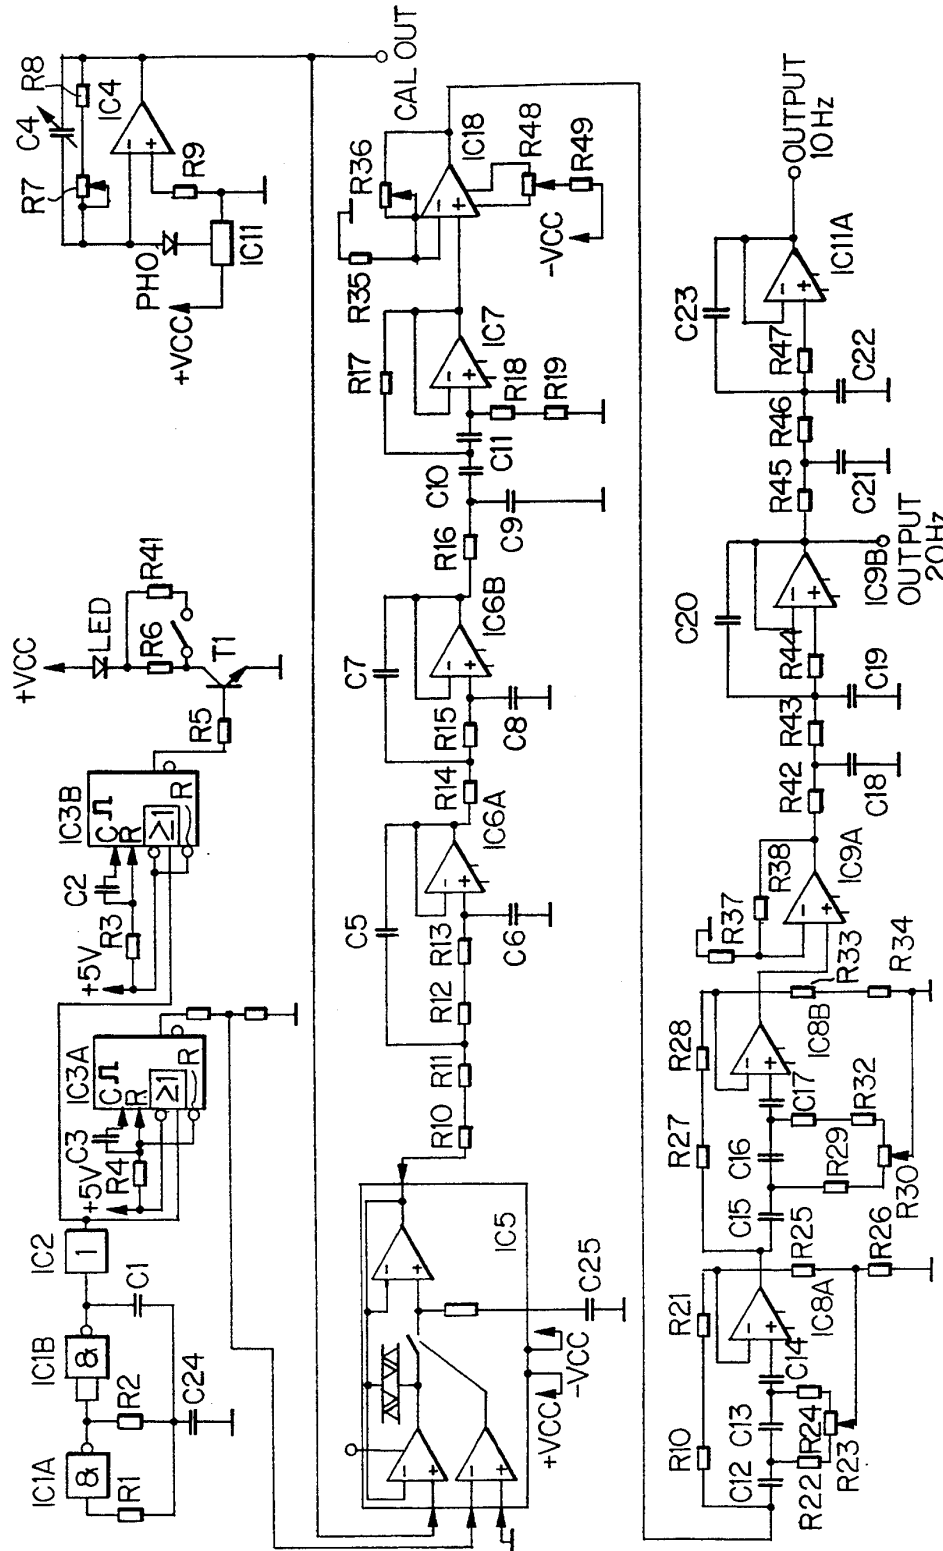 IC1A
&
IC1B
&
IC2
1
R1
R2
C1
C24
+5V
R4
C3
IC3A
C
R
≥1
R
+5V
R3
C2
IC3B
C
R
≥1
R
R5
T1
R6
R41
LED
+VCC
+VCC
PHO
IC11
R9
R7
C4
R8
IC4
CAL OUT
IC5
+VCC
-VCC
C25
R10
R11
R12
R13
C5
C6
IC6A
R14
R15
C7
C8
IC6B
R16
C9
C10
C11
R17
R18
R19
IC7
R35
R36
IC18
R48
R49
-VCC
R10
R21
C12
C13
C14
R22
R24
R23
IC8A
R25
R26
C15
C16
C17
R27
R28
R29
R30
R32
IC8B
R33
R34
R37
R38
IC9A
R42
R43
R44
C18
C19
C20
IC9B
OUTPUT
20Hz
R45
R46
R47
C21
C22
C23
IC11A
OUTPUT
10Hz